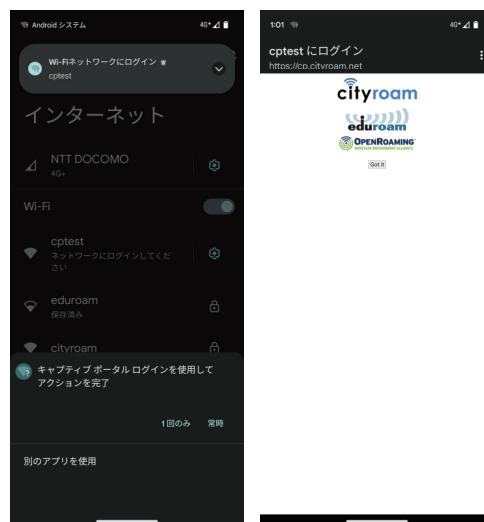 Android システム
4G+
Wi-Fiネットワークにログイン
cptest
インターネット
NTT DOCOMO
4G+
Wi-Fi
cptest
ネットワークにログインしてくだ
さい
eduroam
保存済み
cityroam
キャプティブ ポータル ログインを使用して
アクションを完了
1回のみ
常時
別のアプリを使用
1:01
4G+
cptest にログイン
https://cp.cityroam.net
cityroam
eduroam
OPENROAMING
WIRELESS BROADBAND ALLIANCE
Got it